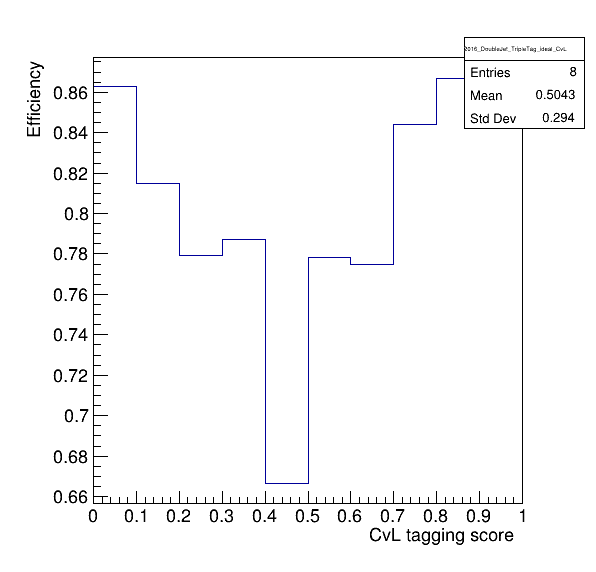 2016_DoubleJet_TripleTag_Ideal_CvL
Entries 8
Mean 0.5043
Std Dev 0.294
Efficiency
0.86
0.84
0.82
0.8
0.78
0.76
0.74
0.72
0.7
0.68
0.66
0 0.1 0.2 0.3 0.4 0.5 0.6 0.7 0.8 0.9 1
CvL tagging score